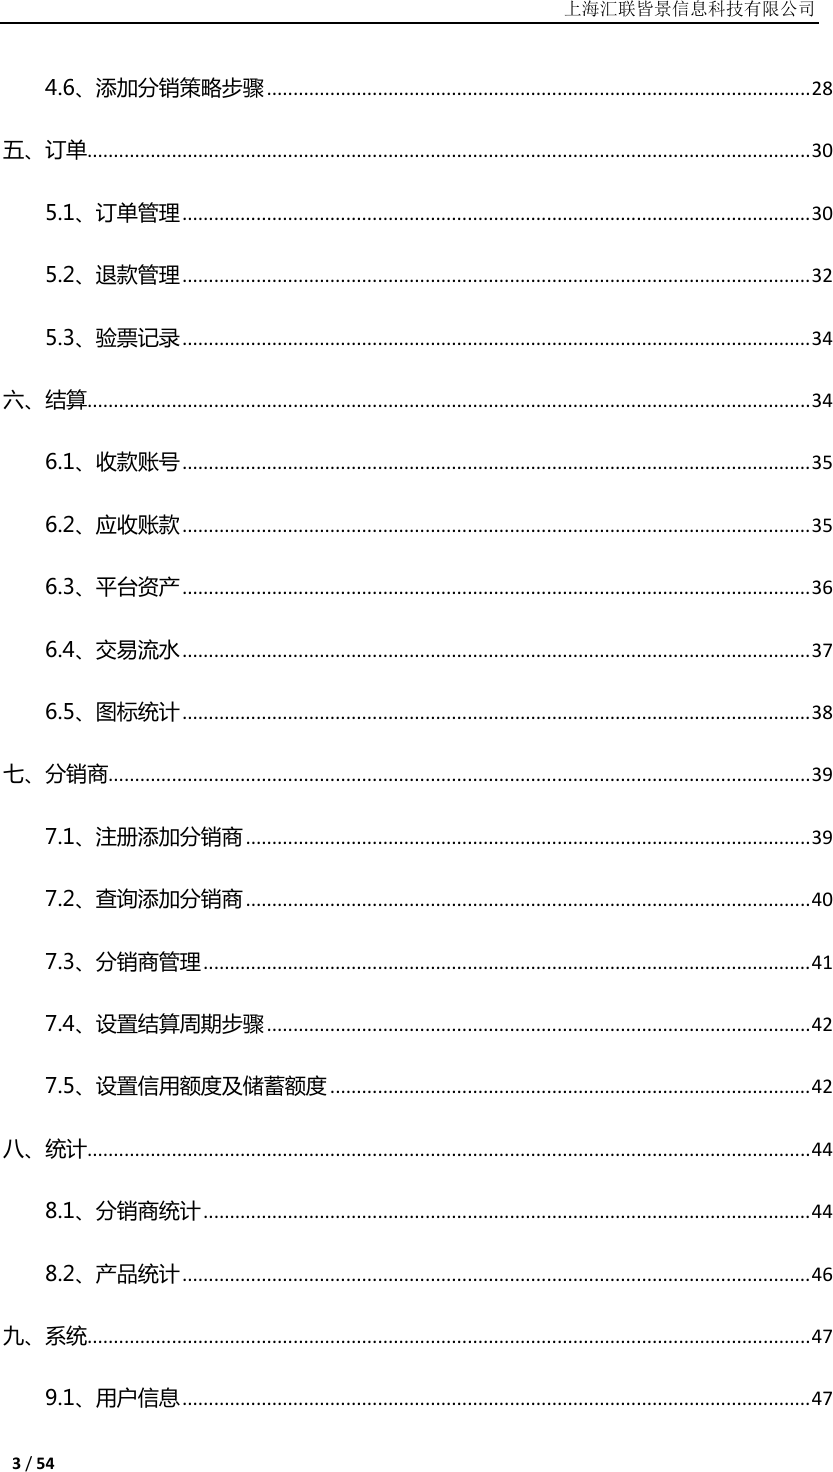 上海汇联皆景信息科技有限公司
4.6、添加分销策略步骤........................................28
五、订单........................................30
5.1、订单管理........................................30
5.2、退款管理........................................32
5.3、验票记录........................................34
六、结算........................................34
6.1、收款账号........................................35
6.2、应收账款........................................35
6.3、平台资产........................................36
6.4、交易流水........................................37
6.5、图标统计........................................38
七、分销商........................................39
7.1、注册添加分销商........................................39
7.2、查询添加分销商........................................40
7.3、分销商管理........................................41
7.4、设置结算周期步骤........................................42
7.5、设置信用额度及储蓄额度........................................42
八、统计........................................44
8.1、分销商统计........................................44
8.2、产品统计........................................46
九、系统........................................47
9.1、用户信息........................................47
3 / 54